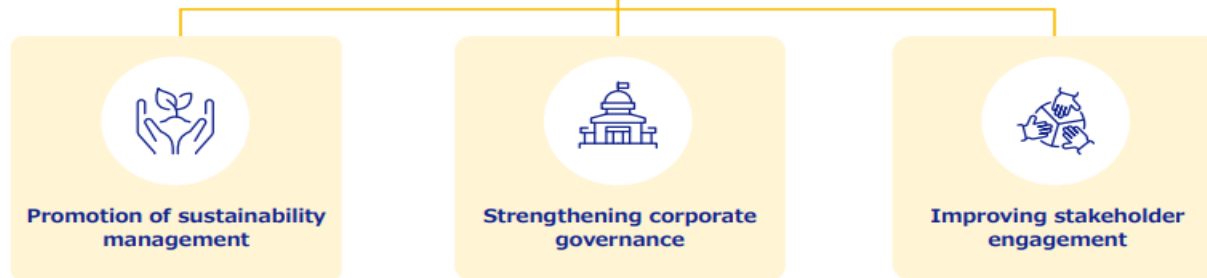 Promotion of sustainability
management
Strengthening corporate
governance
Improving stakeholder
engagement